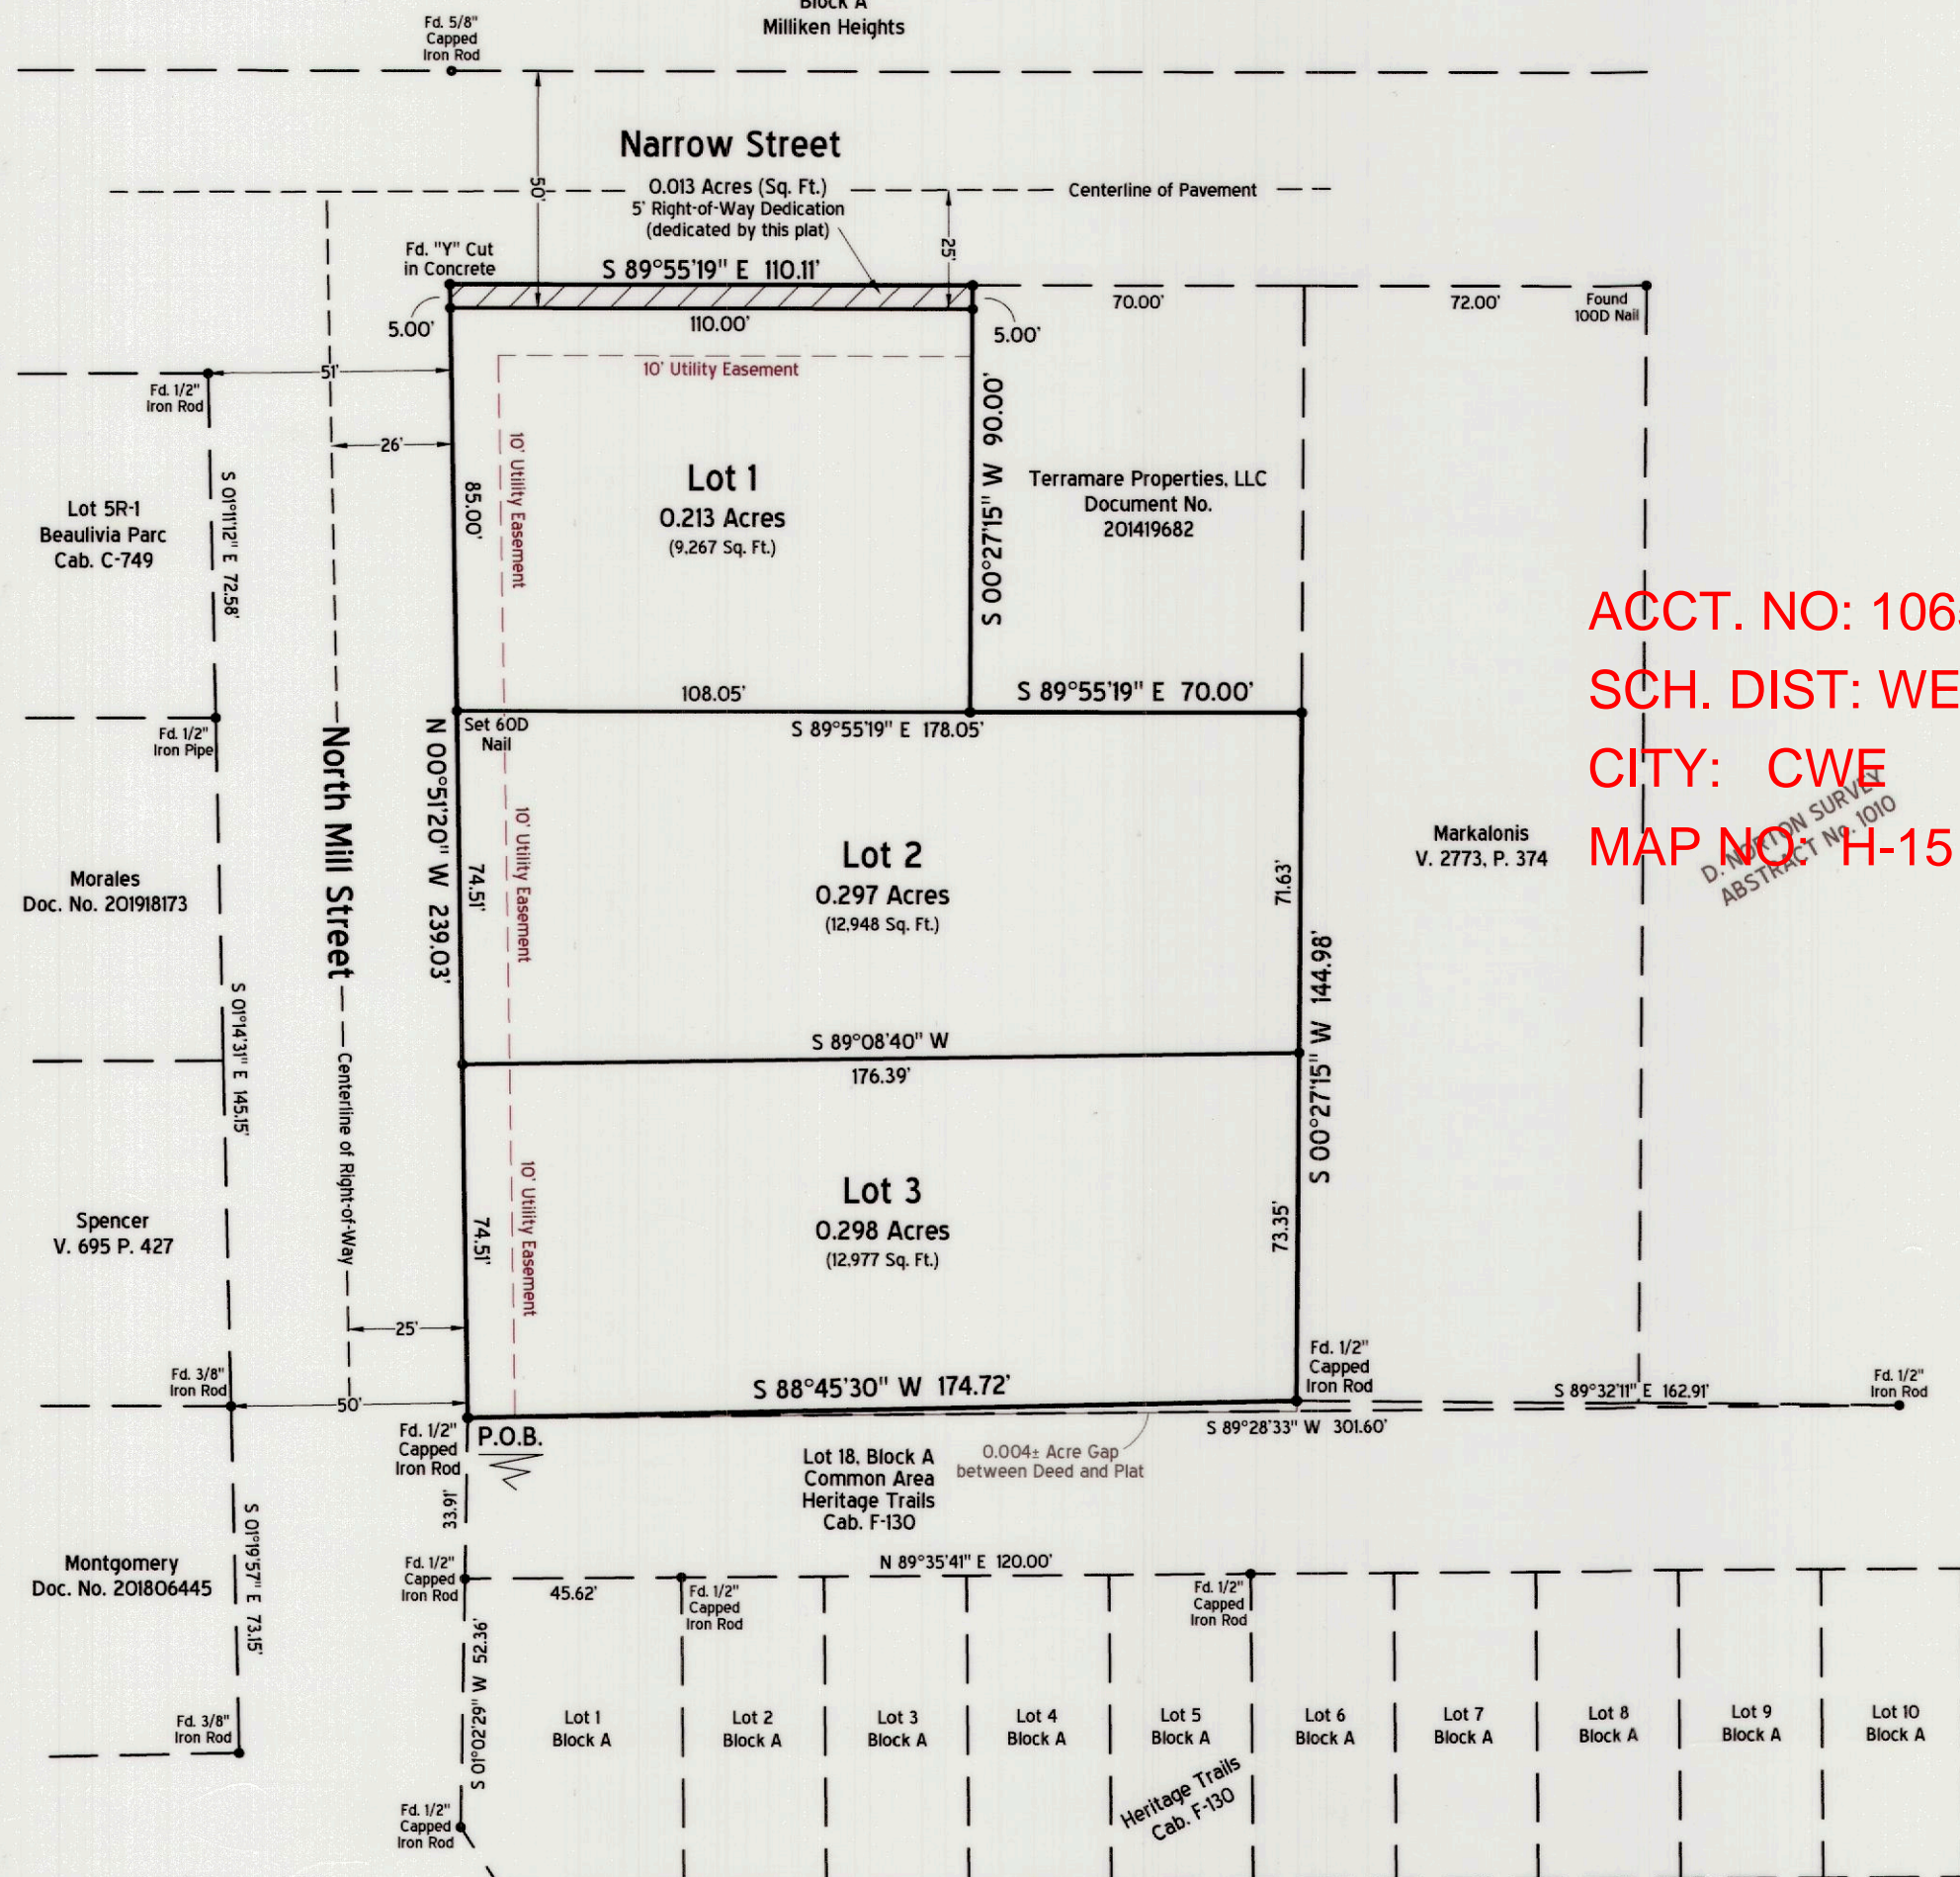 Block A
Milliken Heights
Fd. 5/8"
Capped
Iron Rod
Narrow Street
50'
0.013 Acres (Sq. Ft.)
5' Right-of-Way Dedication
(dedicated by this plat)
Centerline of Pavement
25'
Fd. "Y" Cut
in Concrete
S 89°55'19" E 110.11'
5.00'
110.00'
5.00'
70.00'
72.00'
Found
100D Nail
51'
10' Utility Easement
Fd. 1/2"
Iron Rod
26'
Lot 5R-1
Beaulivia Parc
Cab. C-749
S 01°11'12" E 72.58'
85.00'
10' Utility Easement
Lot 1
0.213 Acres
(9,267 Sq. Ft.)
S 00°27'15" W 90.00'
Terramare Properties, LLC
Document No.
201419682
ACCT. NO: 106
SCH. DIST: WE
CITY: CWE
MAP NO: H-15
D. NORTON SURVEY
ABSTRACT No. 1010
108.05'
S 89°55'19" E 70.00'
Set 60D
Nail
S 89°55'19" E 178.05'
Fd. 1/2"
Iron Pipe
North Mill Street
N 00°51'20" W 239.03'
74.51'
10' Utility Easement
Lot 2
0.297 Acres
(12,948 Sq. Ft.)
71.63'
Markalonis
V. 2773, P. 374
Morales
Doc. No. 201918173
S 01°14'31" E 145.15'
Centerline of Right-of-Way
S 00°27'15" W 144.98'
S 89°08'40" W
176.39'
Lot 3
0.298 Acres
(12,977 Sq. Ft.)
74.51'
10' Utility Easement
73.35'
Spencer
V. 695 P. 427
25'
Fd. 3/8"
Iron Rod
50'
S 88°45'30" W 174.72'
Fd. 1/2"
Capped
Iron Rod
S 89°32'11" E 162.91'
Fd. 1/2"
Iron Rod
S 89°28'33" W 301.60'
Fd. 1/2"
Capped
Iron Rod
P.O.B.
0.004± Acre Gap
between Deed and Plat
Lot 18, Block A
Common Area
Heritage Trails
Cab. F-130
33.91'
S 01°19'57" E 73.15'
Montgomery
Doc. No. 201806445
Fd. 1/2"
Capped
Iron Rod
45.62'
N 89°35'41" E 120.00'
Fd. 1/2"
Capped
Iron Rod
Fd. 1/2"
Capped
Iron Rod
S 01°02'29" W 52.36'
Fd. 3/8"
Iron Rod
Lot 1
Block A
Lot 2
Block A
Lot 3
Block A
Lot 4
Block A
Lot 5
Block A
Lot 6
Block A
Lot 7
Block A
Lot 8
Block A
Lot 9
Block A
Lot 10
Block A
Heritage Trails
Cab. F-130
Fd. 1/2"
Capped
Iron Rod